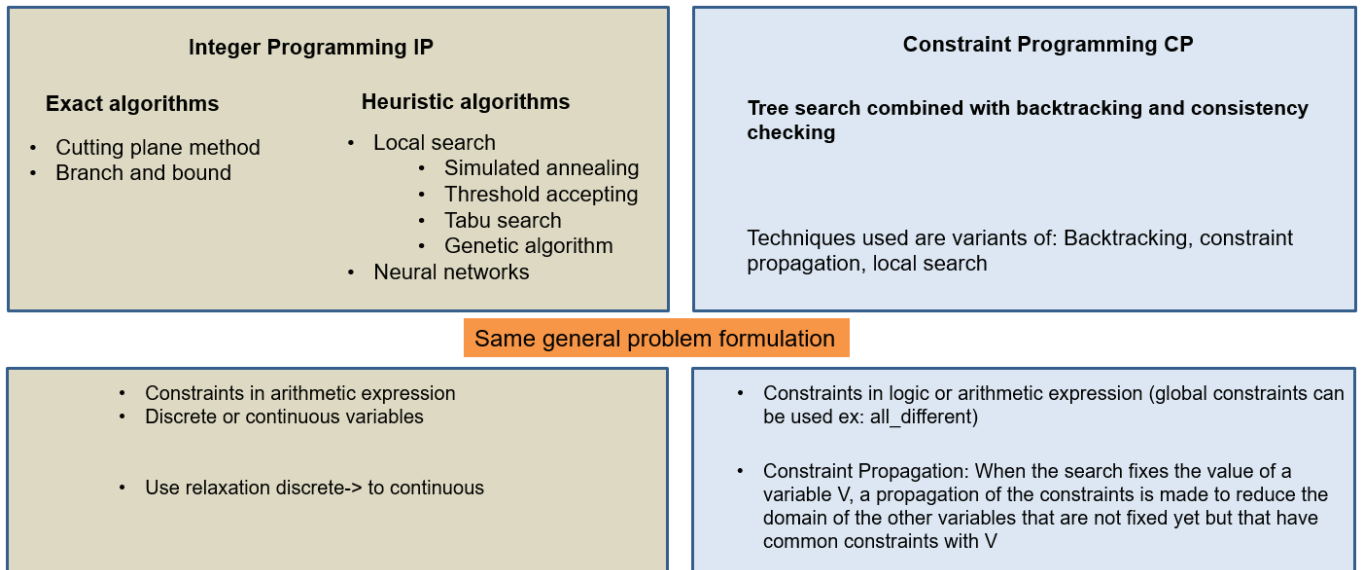 Integer Programming IP
Exact algorithms
• Cutting plane method
• Branch and bound
Heuristic algorithms
• Local search
• Simulated annealing
• Threshold accepting
• Tabu search
• Genetic algorithm
• Neural networks
Constraint Programming CP
Tree search combined with backtracking and consistency
checking
Techniques used are variants of: Backtracking, constraint
propagation, local search
Same general problem formulation
• Constraints in arithmetic expression
• Discrete or continuous variables
• Use relaxation discrete-> to continuous
• Constraints in logic or arithmetic expression (global constraints can
be used ex: all_different)
• Constraint Propagation: When the search fixes the value of a
variable V, a propagation of the constraints is made to reduce the
domain of the other variables that are not fixed yet but that have
common constraints with V